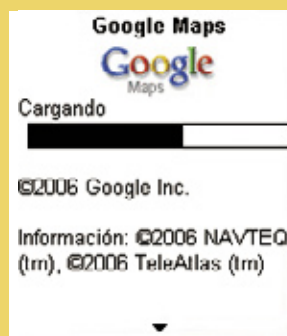 Google Maps
Google
Maps
Cargando
©2006 Google Inc.
Información: ©2006 NAVTEQ
(tm), ©2006 TeleAtlas (tm)